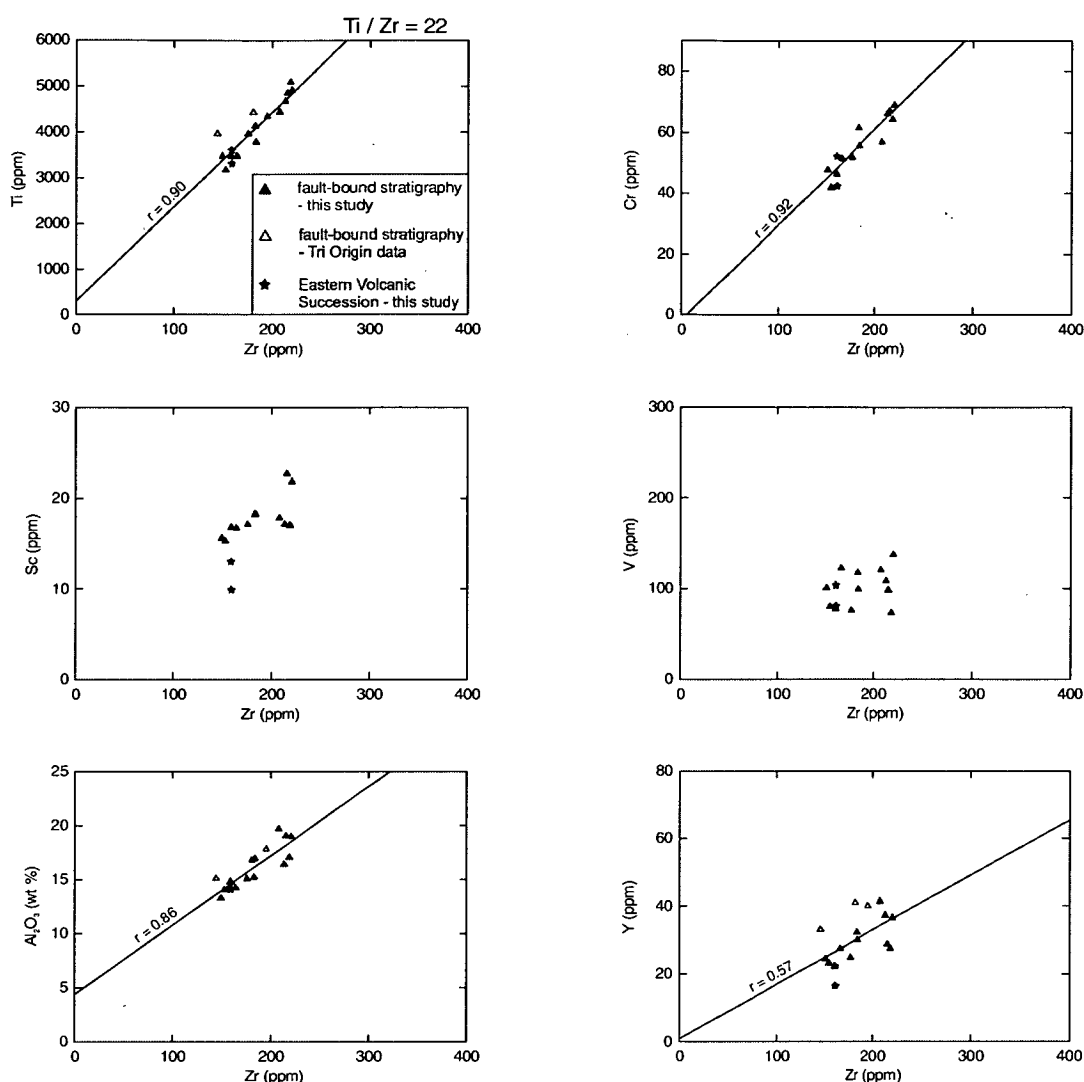 Ti / Zr = 22
6000
5000
4000
3000
2000
1000
0
Ti (ppm)
r = 0.90
▲ fault-bound stratigraphy
- this study
△ fault-bound stratigraphy
- Tri Origin data
★ Eastern Volcanic
Succession - this study
0 100 200 300 400
Zr (ppm)
80
60
40
20
0
Cr (ppm)
r = 0.92
0 100 200 300 400
Zr (ppm)
30
20
10
0
Sc (ppm)
0 100 200 300 400
Zr (ppm)
300
200
100
0
V (ppm)
0 100 200 300 400
Zr (ppm)
25
20
15
10
5
0
Al₂O₃ (wt %)
r = 0.86
0 100 200 300 400
Zr (ppm)
80
60
40
20
0
Y (ppm)
r = 0.57
0 100 200 300 400
Zr (ppm)